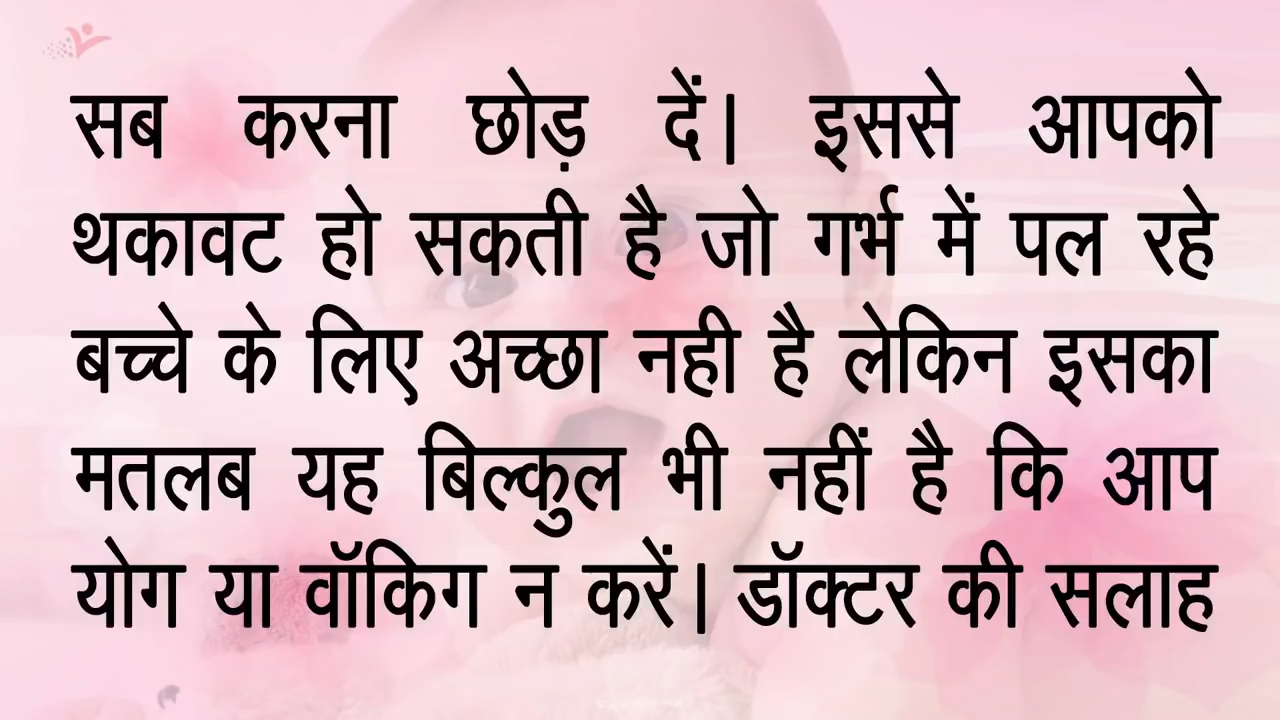 सब करना छोड़ दें। इससे आपको
थकावट हो सकती है जो गर्भ में पल रहे
बच्चे के लिए अच्छा नही है लेकिन इसका
मतलब यह बिल्कुल भी नहीं है कि आप
योग या वॉकिग न करें। डॉक्टर की सलाह